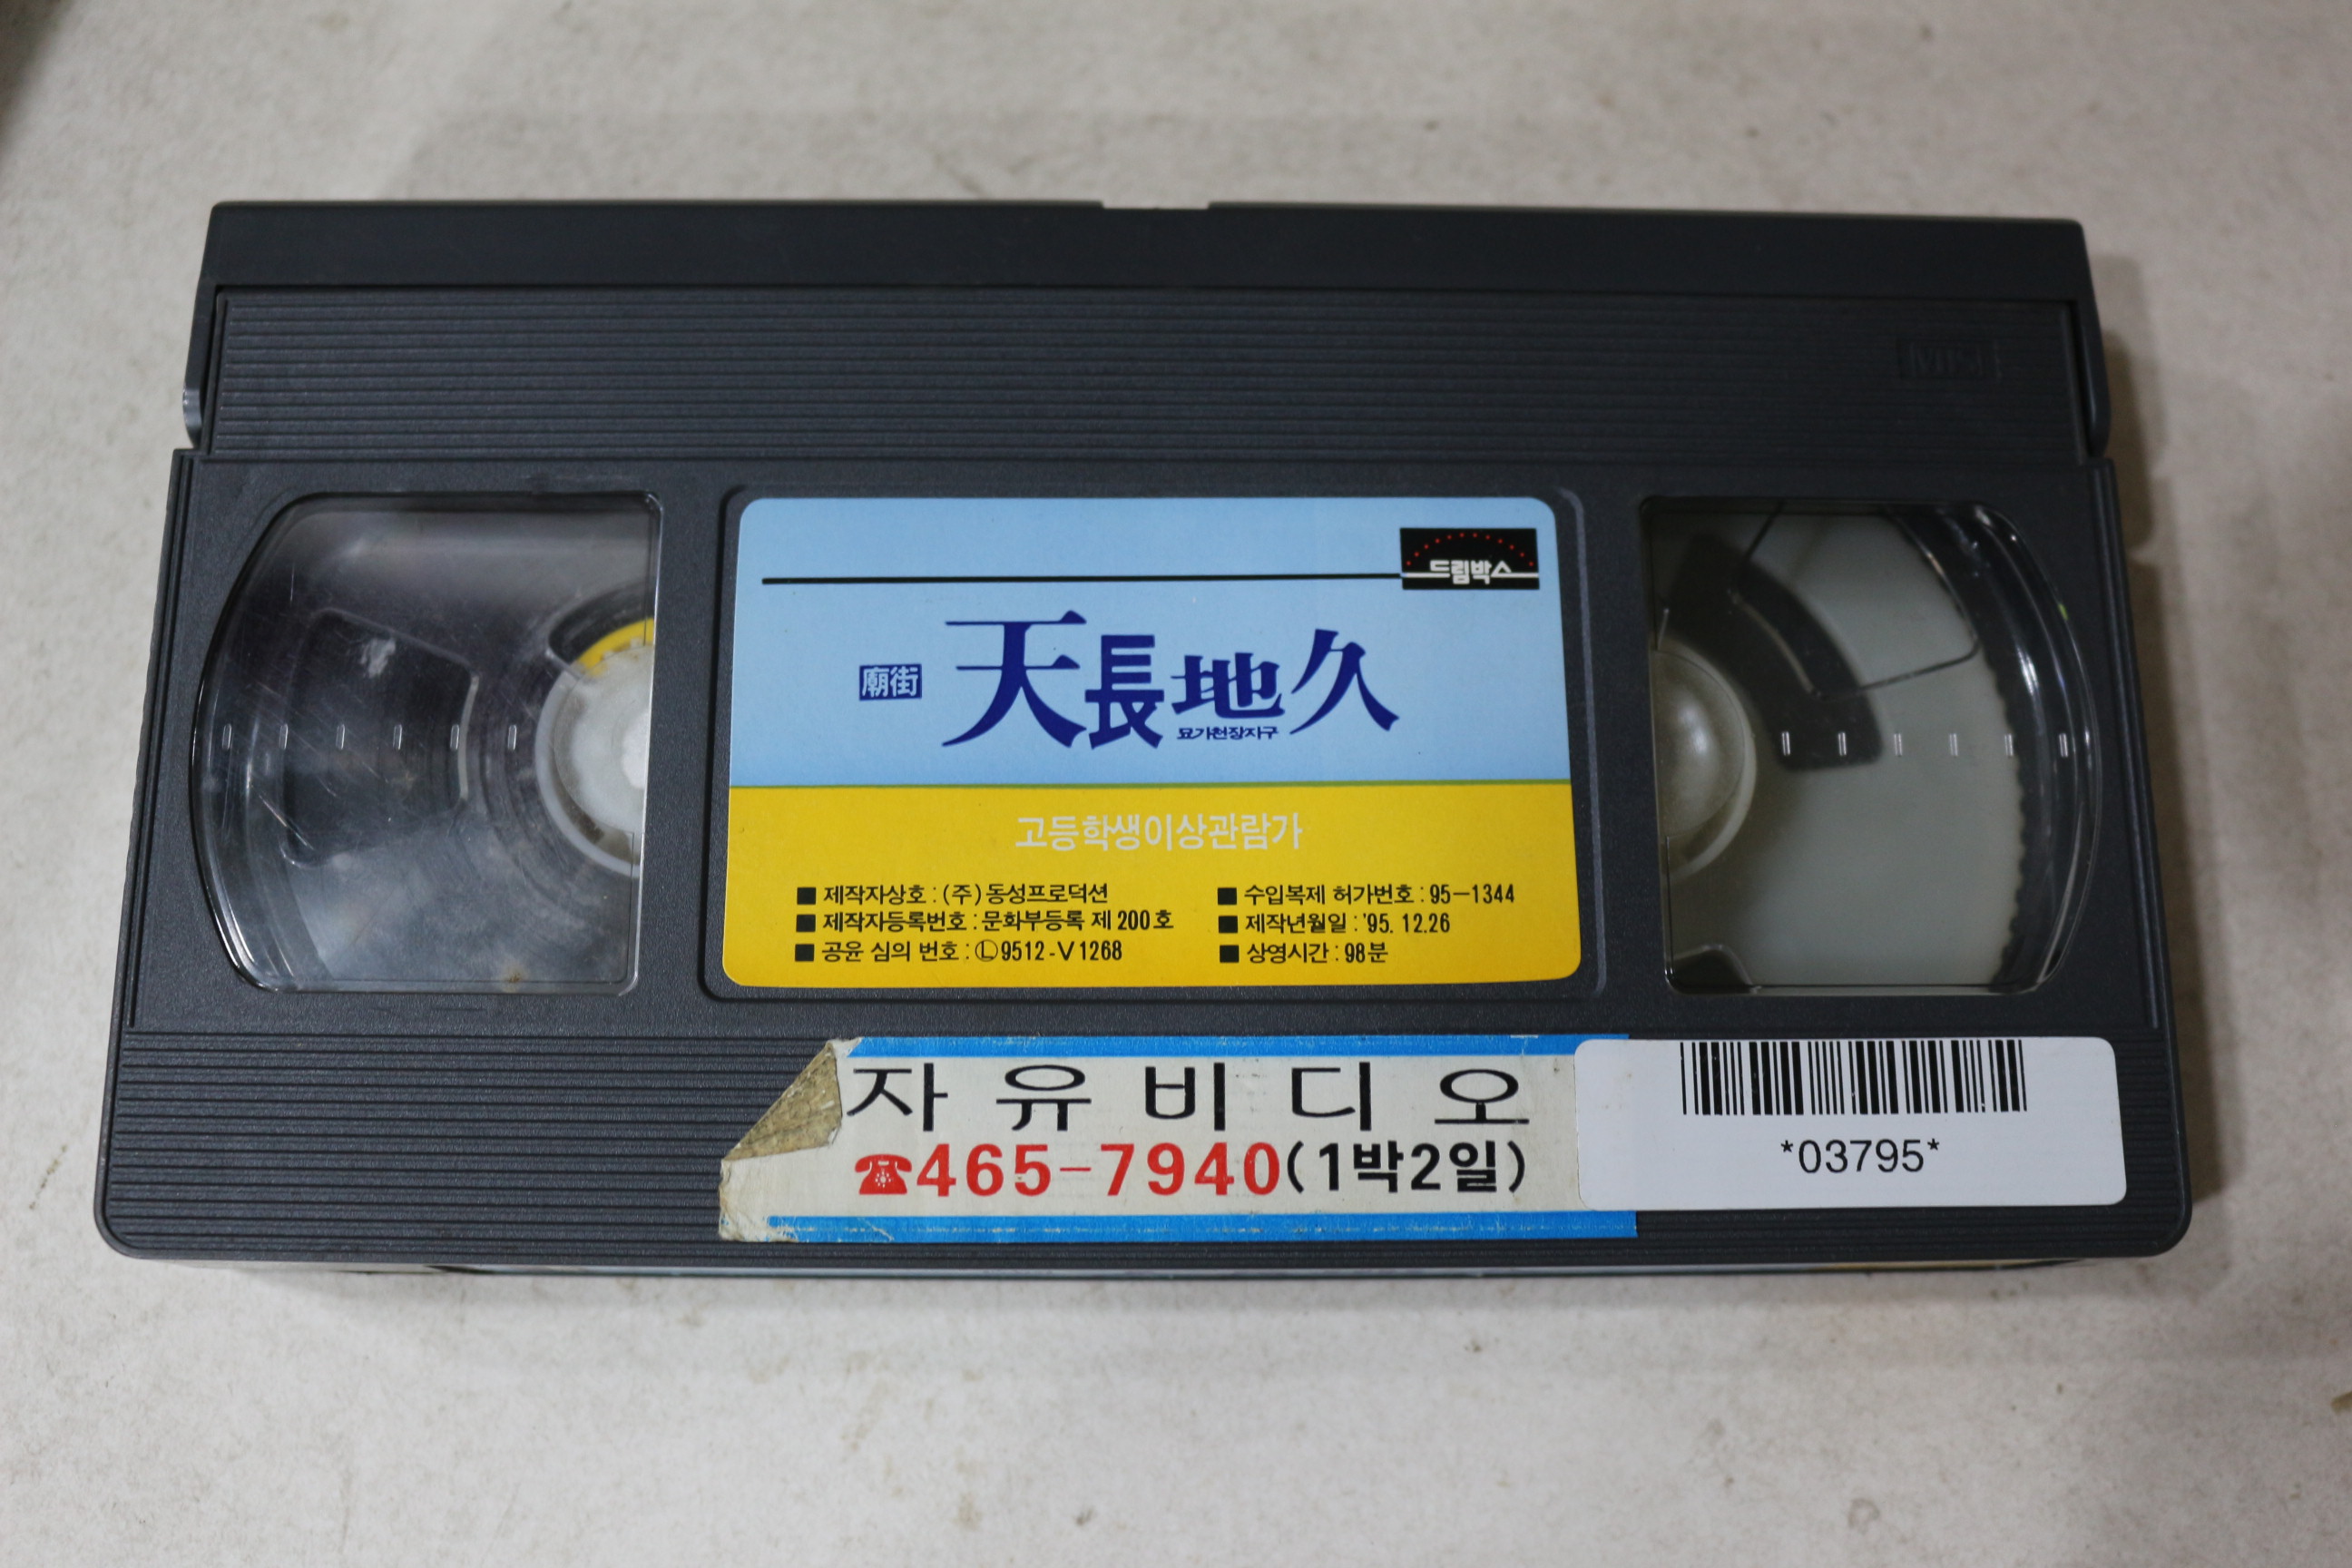 드림박스
廟街 天長地久
묘가천장지구
고등학생이상관람가
■ 제작자상호 : (주) 동성프로덕션
■ 제작자등록번호 : 문화부등록 제 200 호
■ 공윤 심의 번호 : Ⓛ9512-V1268
■ 수입복제 허가번호 : 95-1344
■ 제작년월일 : '95. 12.26
■ 상영시간 : 98분
자유비디오
☎465-7940(1박2일)
*03795*